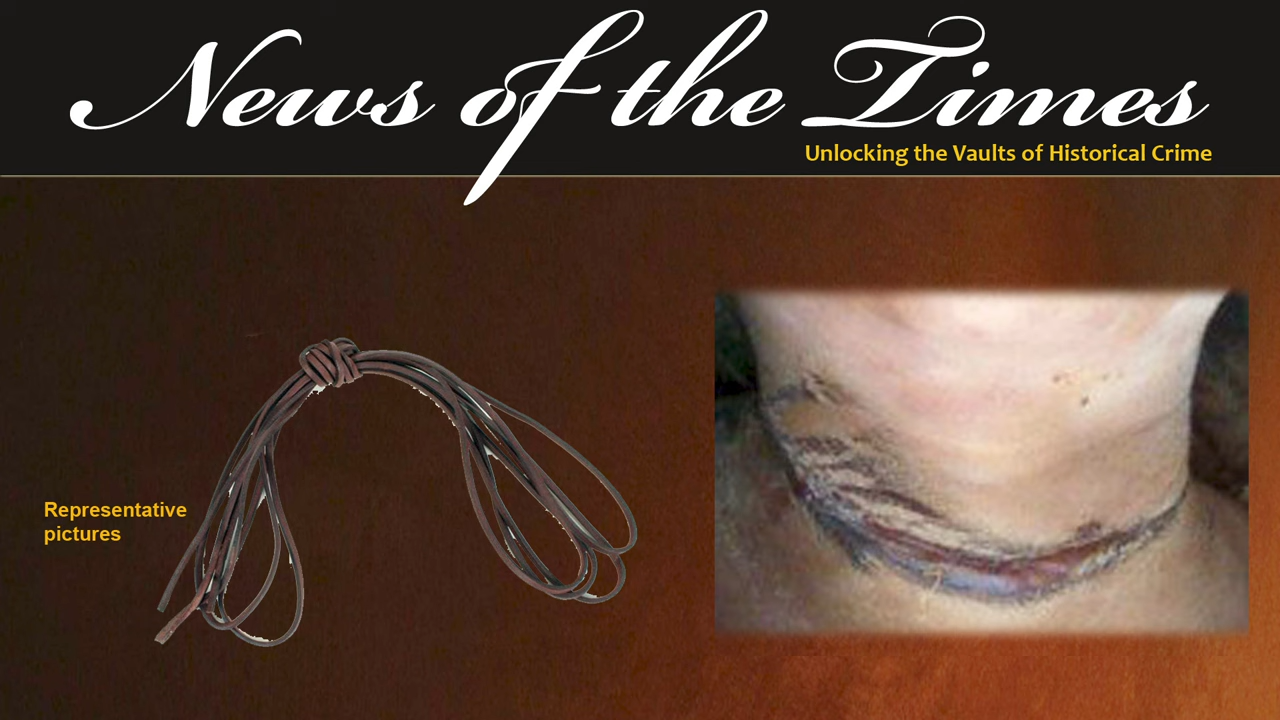 News of the Times
Unlocking the Vaults of Historical Crime
Representative
pictures